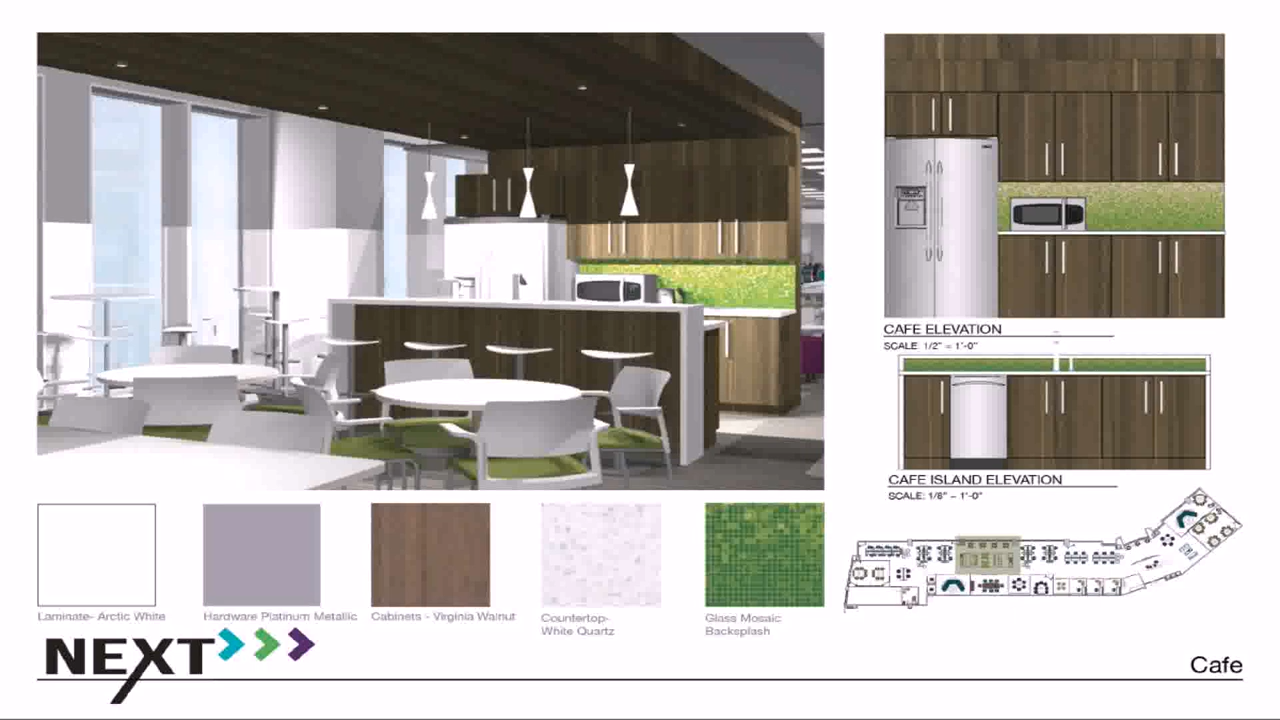 CAFE ELEVATION
SCALE: 1/2" = 1'-0"
CAFE ISLAND ELEVATION
SCALE: 1/8" = 1'-0"
Laminate- Arctic White
Hardware Platinum Metallic
Cabinets - Virginia Walnut
Countertop-
White Quartz
Glass Mosaic
Backsplash
NEXT
Cafe